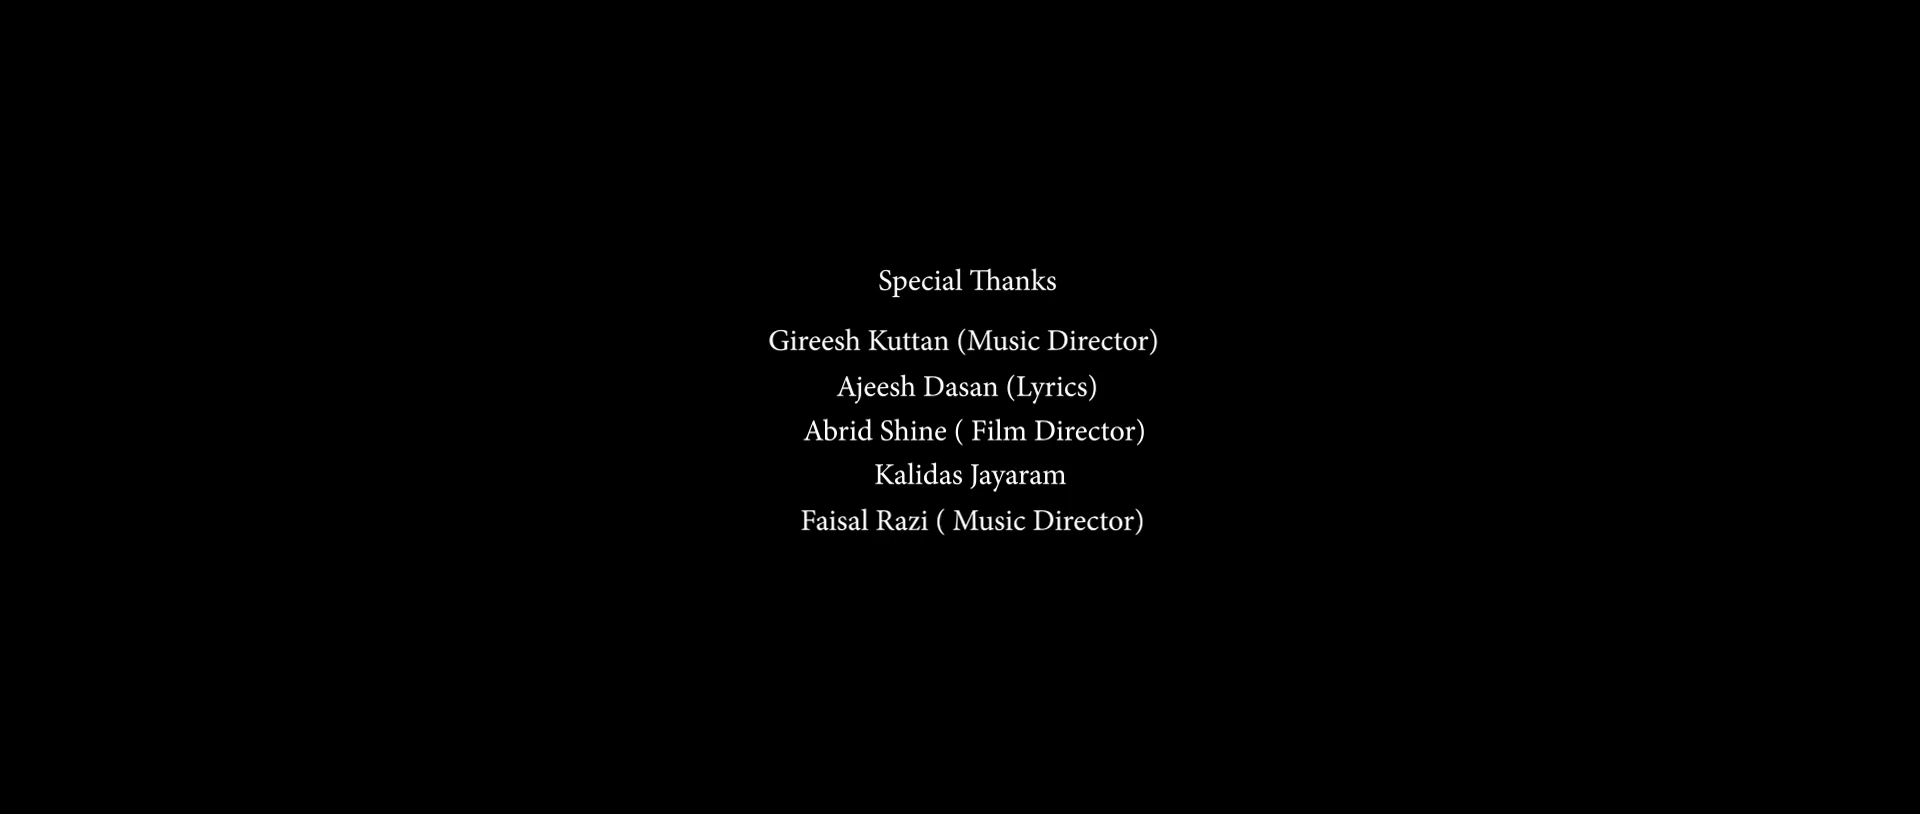 Special Thanks
Gireesh Kuttan (Music Director)
Ajeesh Dasan (Lyrics)
Abrid Shine ( Film Director)
Kalidas Jayaram
Faisal Razi ( Music Director)